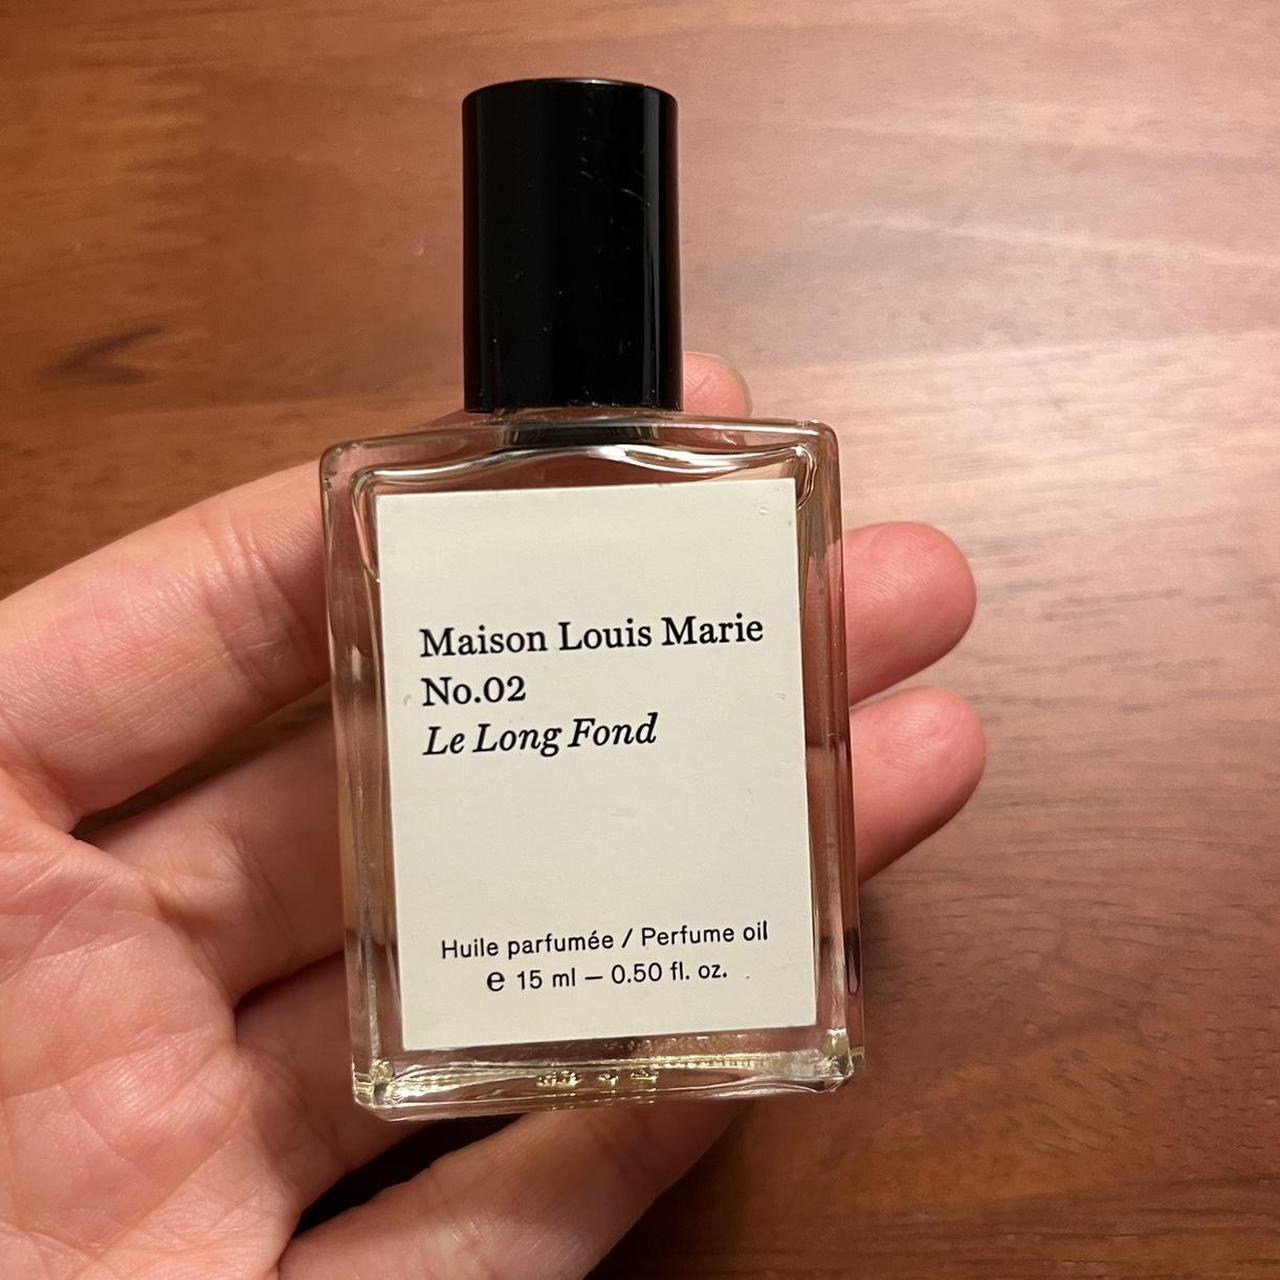 Maison Louis Marie
No.02
Le Long Fond
Huile parfumée / Perfume oil
℮ 15 ml – 0.50 fl. oz.